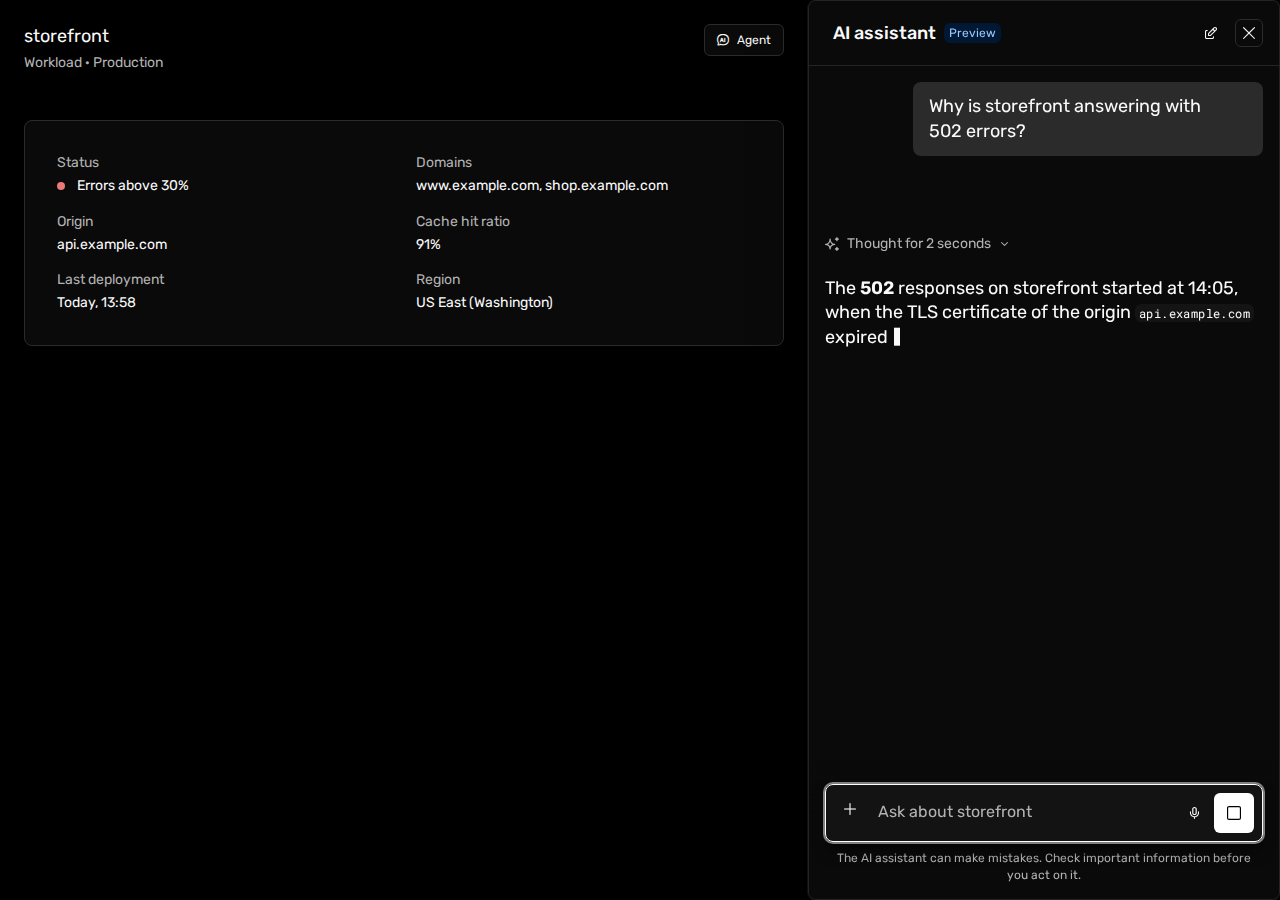 storefront
Workload • Production
Agent
Status
Errors above 30%
Domains
www.example.com, shop.example.com
Origin
api.example.com
Cache hit ratio
91%
Last deployment
Today, 13:58
Region
US East (Washington)
AI assistant
Preview
Why is storefront answering with
502 errors?
Thought for 2 seconds
The 502 responses on storefront started at 14:05,
when the TLS certificate of the origin api.example.com
expired
Ask about storefront
The AI assistant can make mistakes. Check important information before
you act on it.